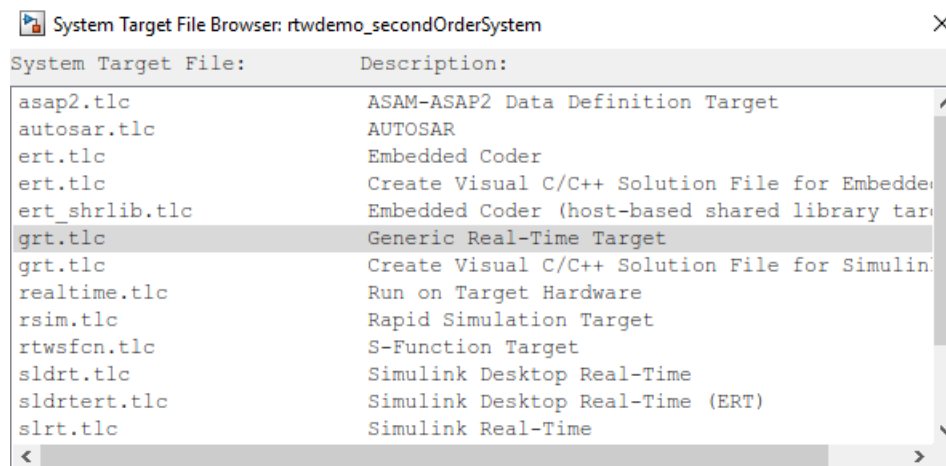 System Target File Browser: rtwdemo_secondOrderSystem
System Target File: Description:
asap2.tlc ASAM-ASAP2 Data Definition Target
autosar.tlc AUTOSAR
ert.tlc Embedded Coder
ert.tlc Create Visual C/C++ Solution File for Embedded
ert_shrlib.tlc Embedded Coder (host-based shared library tar
grt.tlc Generic Real-Time Target
grt.tlc Create Visual C/C++ Solution File for Simulin
realtime.tlc Run on Target Hardware
rsim.tlc Rapid Simulation Target
rtwsfcn.tlc S-Function Target
sldrt.tlc Simulink Desktop Real-Time
sldrtert.tlc Simulink Desktop Real-Time (ERT)
slrt.tlc Simulink Real-Time